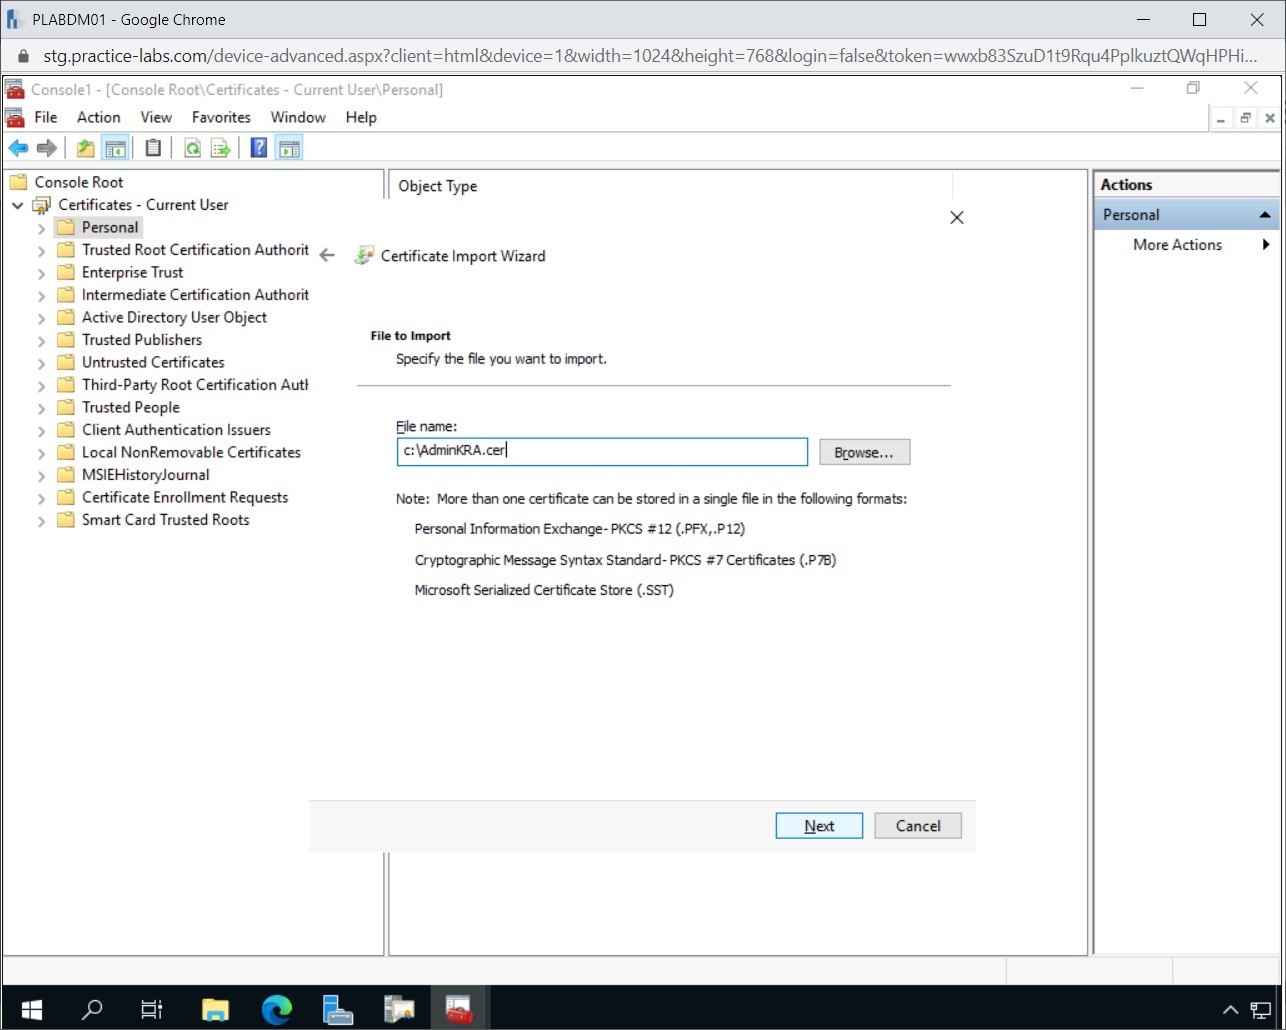 PLABDM01 - Google Chrome
stg.practice-labs.com/device-advanced.aspx?client=html&device=1&width=1024&height=768&login=false&token=wwxb83SzuD1t9Rqu4PplkuztQWqHPHi...
Console1 - [Console Root\Certificates - Current User\Personal]
File Action View Favorites Window Help
Console Root
Certificates - Current User
Personal
Trusted Root Certification Authorit
Enterprise Trust
Intermediate Certification Authorit
Active Directory User Object
Trusted Publishers
Untrusted Certificates
Third-Party Root Certification Auth
Trusted People
Client Authentication Issuers
Local NonRemovable Certificates
MSIEHistoryJournal
Certificate Enrollment Requests
Smart Card Trusted Roots
Object Type
Certificate Import Wizard
File to Import
Specify the file you want to import.
File name:
c:\AdminKRA.cer
Browse...
Note: More than one certificate can be stored in a single file in the following formats:
Personal Information Exchange- PKCS #12 (.PFX,.P12)
Cryptographic Message Syntax Standard- PKCS #7 Certificates (.P7B)
Microsoft Serialized Certificate Store (.SST)
Next Cancel
Actions
Personal
More Actions